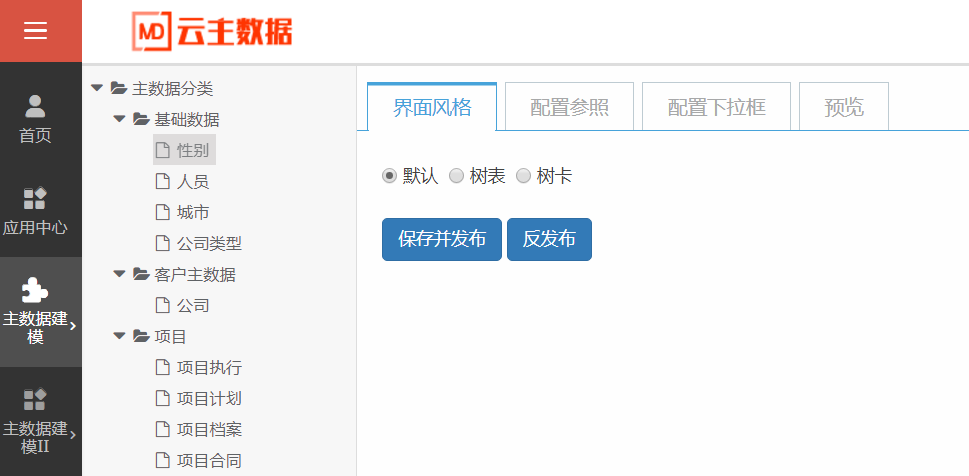 MD 云主数据
首页
应用中心
主数据建
模
主数据建
模II
主数据分类
基础数据
性别
人员
城市
公司类型
客户主数据
公司
项目
项目执行
项目计划
项目档案
项目合同
界面风格 配置参照 配置下拉框 预览
默认 树表 树卡
保存并发布 反发布